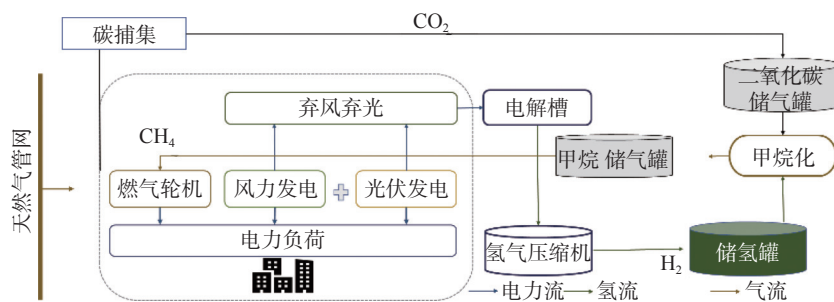 碳捕集
CO2
二氧化碳
储气罐
弃风弃光
电解槽
CH4
甲烷 储气罐
甲烷化
天然气管网
燃气轮机
风力发电
光伏发电
电力负荷
氢气压缩机
H2
储氢罐
电力流
氢流
气流